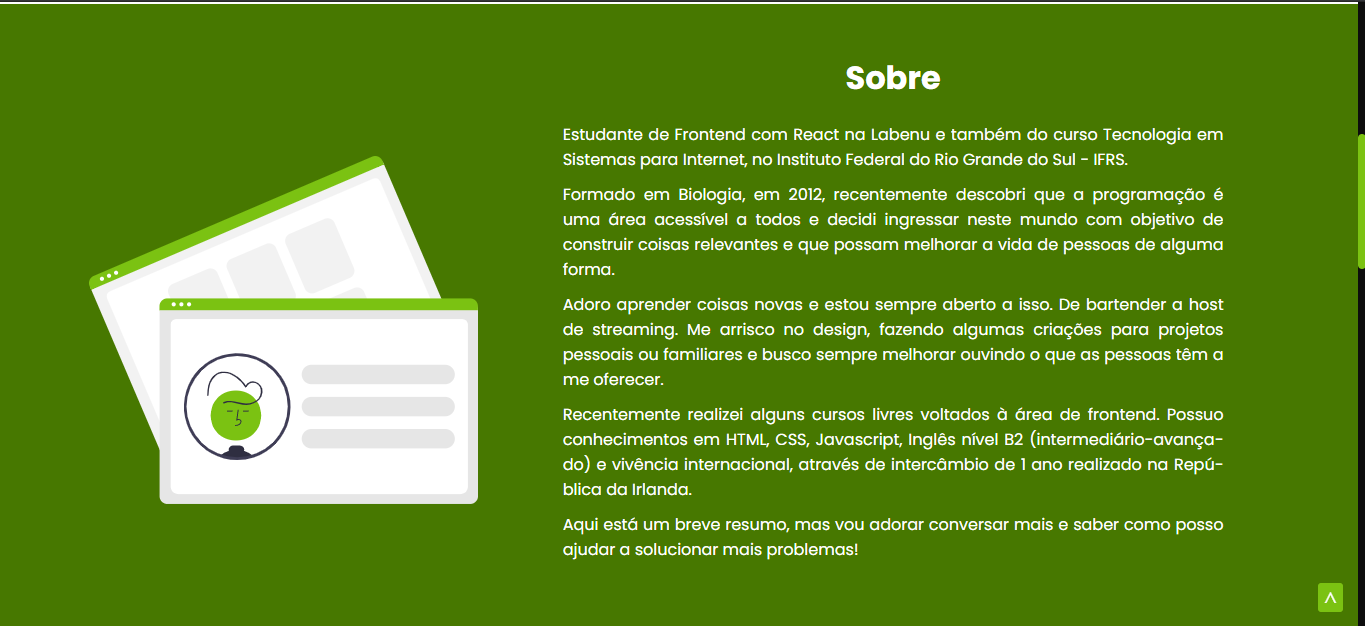 Sobre
Estudante de Frontend com React na Labenu e também do curso Tecnologia em
Sistemas para Internet, no Instituto Federal do Rio Grande do Sul - IFRS.
Formado em Biologia, em 2012, recentemente descobri que a programação é
uma área acessível a todos e decidi ingressar neste mundo com objetivo de
construir coisas relevantes e que possam melhorar a vida de pessoas de alguma
forma.
Adoro aprender coisas novas e estou sempre aberto a isso. De bartender a host
de streaming. Me arrisco no design, fazendo algumas criações para projetos
pessoais ou familiares e busco sempre melhorar ouvindo o que as pessoas têm a
me oferecer.
Recentemente realizei alguns cursos livres voltados à área de frontend. Possuo
conhecimentos em HTML, CSS, Javascript, Inglês nível B2 (intermediário-avança-
do) e vivência internacional, através de intercâmbio de 1 ano realizado na Repú-
blica da Irlanda.
Aqui está um breve resumo, mas vou adorar conversar mais e saber como posso
ajudar a solucionar mais problemas!